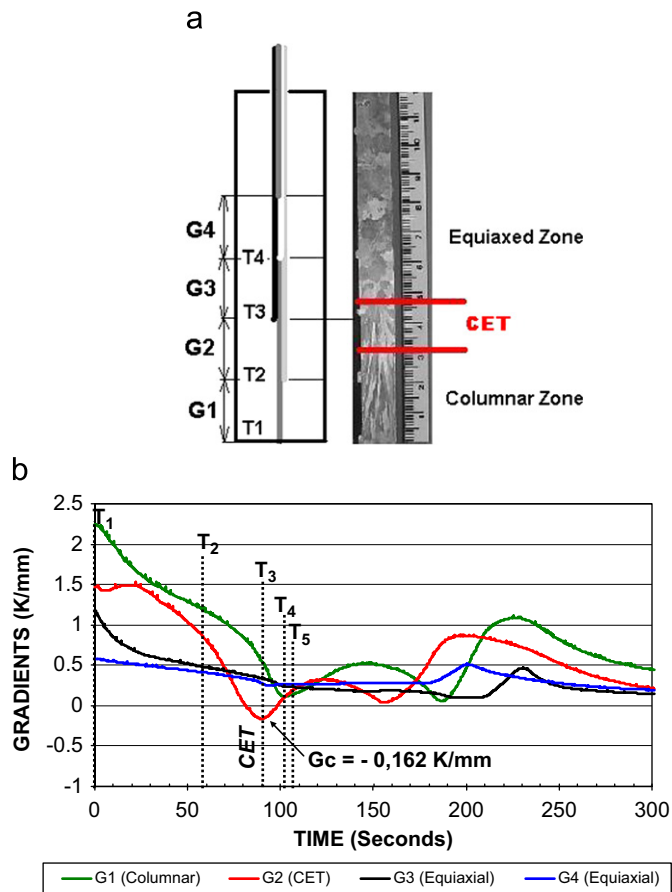 a
G4
T4
Equiaxed Zone
G3
T3
CET
G2
T2
G1
Columnar Zone
T1
b
2.5
T1
2
T2
1.5
T3
1
T4
T5
0.5
0
-0.5
-1
GRADIENTS (K/mm)
CET
Gc = - 0,162 K/mm
0 50 100 150 200 250 300
TIME (Seconds)
G1 (Columnar) G2 (CET) G3 (Equiaxial) G4 (Equiaxial)